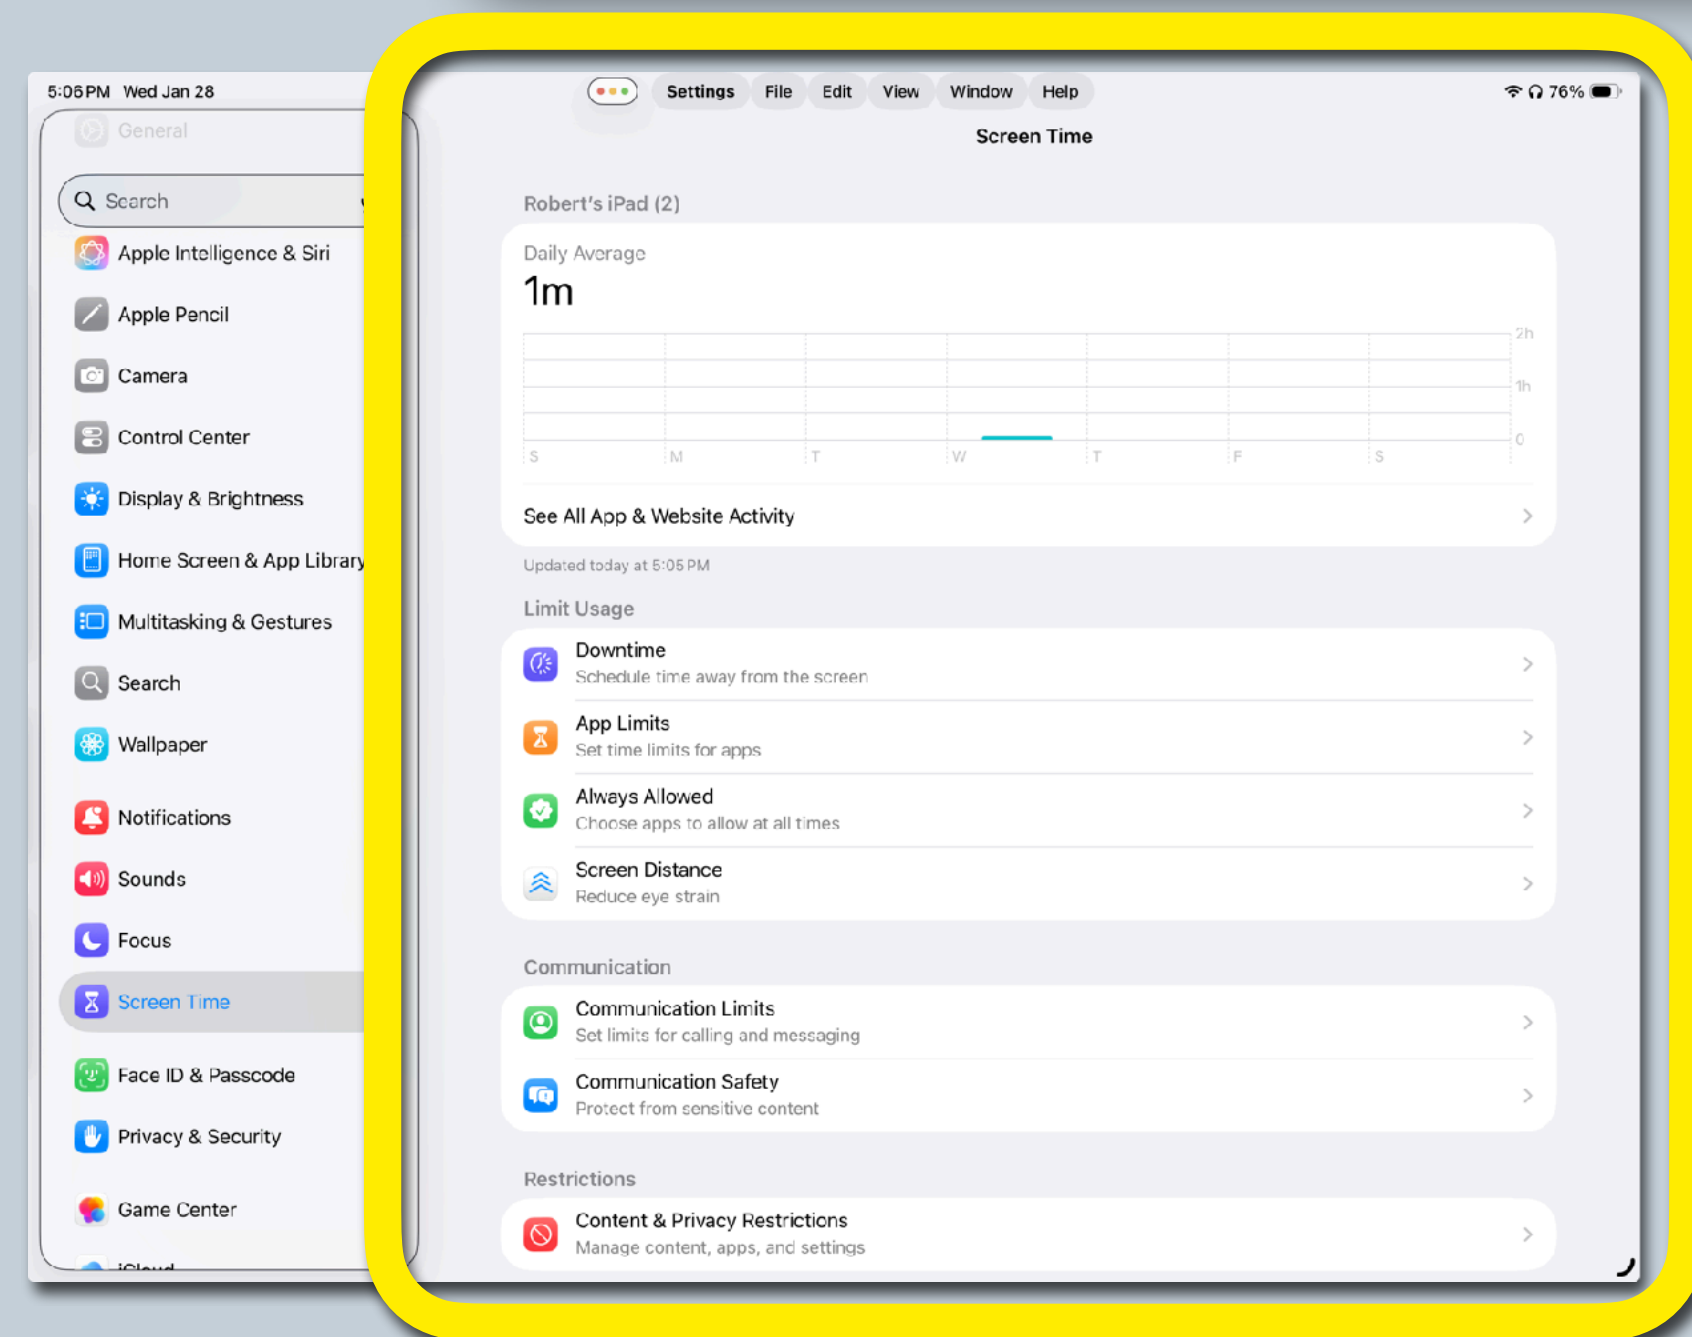 5:06 PM Wed Jan 28
Settings File Edit View Window Help
76%
General
Search
Apple Intelligence & Siri
Apple Pencil
Camera
Control Center
Display & Brightness
Home Screen & App Library
Multitasking & Gestures
Search
Wallpaper
Notifications
Sounds
Focus
Screen Time
Face ID & Passcode
Privacy & Security
Game Center
iCloud
Screen Time
Robert's iPad (2)
Daily Average
1m
2h
1h
0
S M T W T F S
See All App & Website Activity
Updated today at 5:05 PM
Limit Usage
Downtime
Schedule time away from the screen
App Limits
Set time limits for apps
Always Allowed
Choose apps to allow at all times
Screen Distance
Reduce eye strain
Communication
Communication Limits
Set limits for calling and messaging
Communication Safety
Protect from sensitive content
Restrictions
Content & Privacy Restrictions
Manage content, apps, and settings